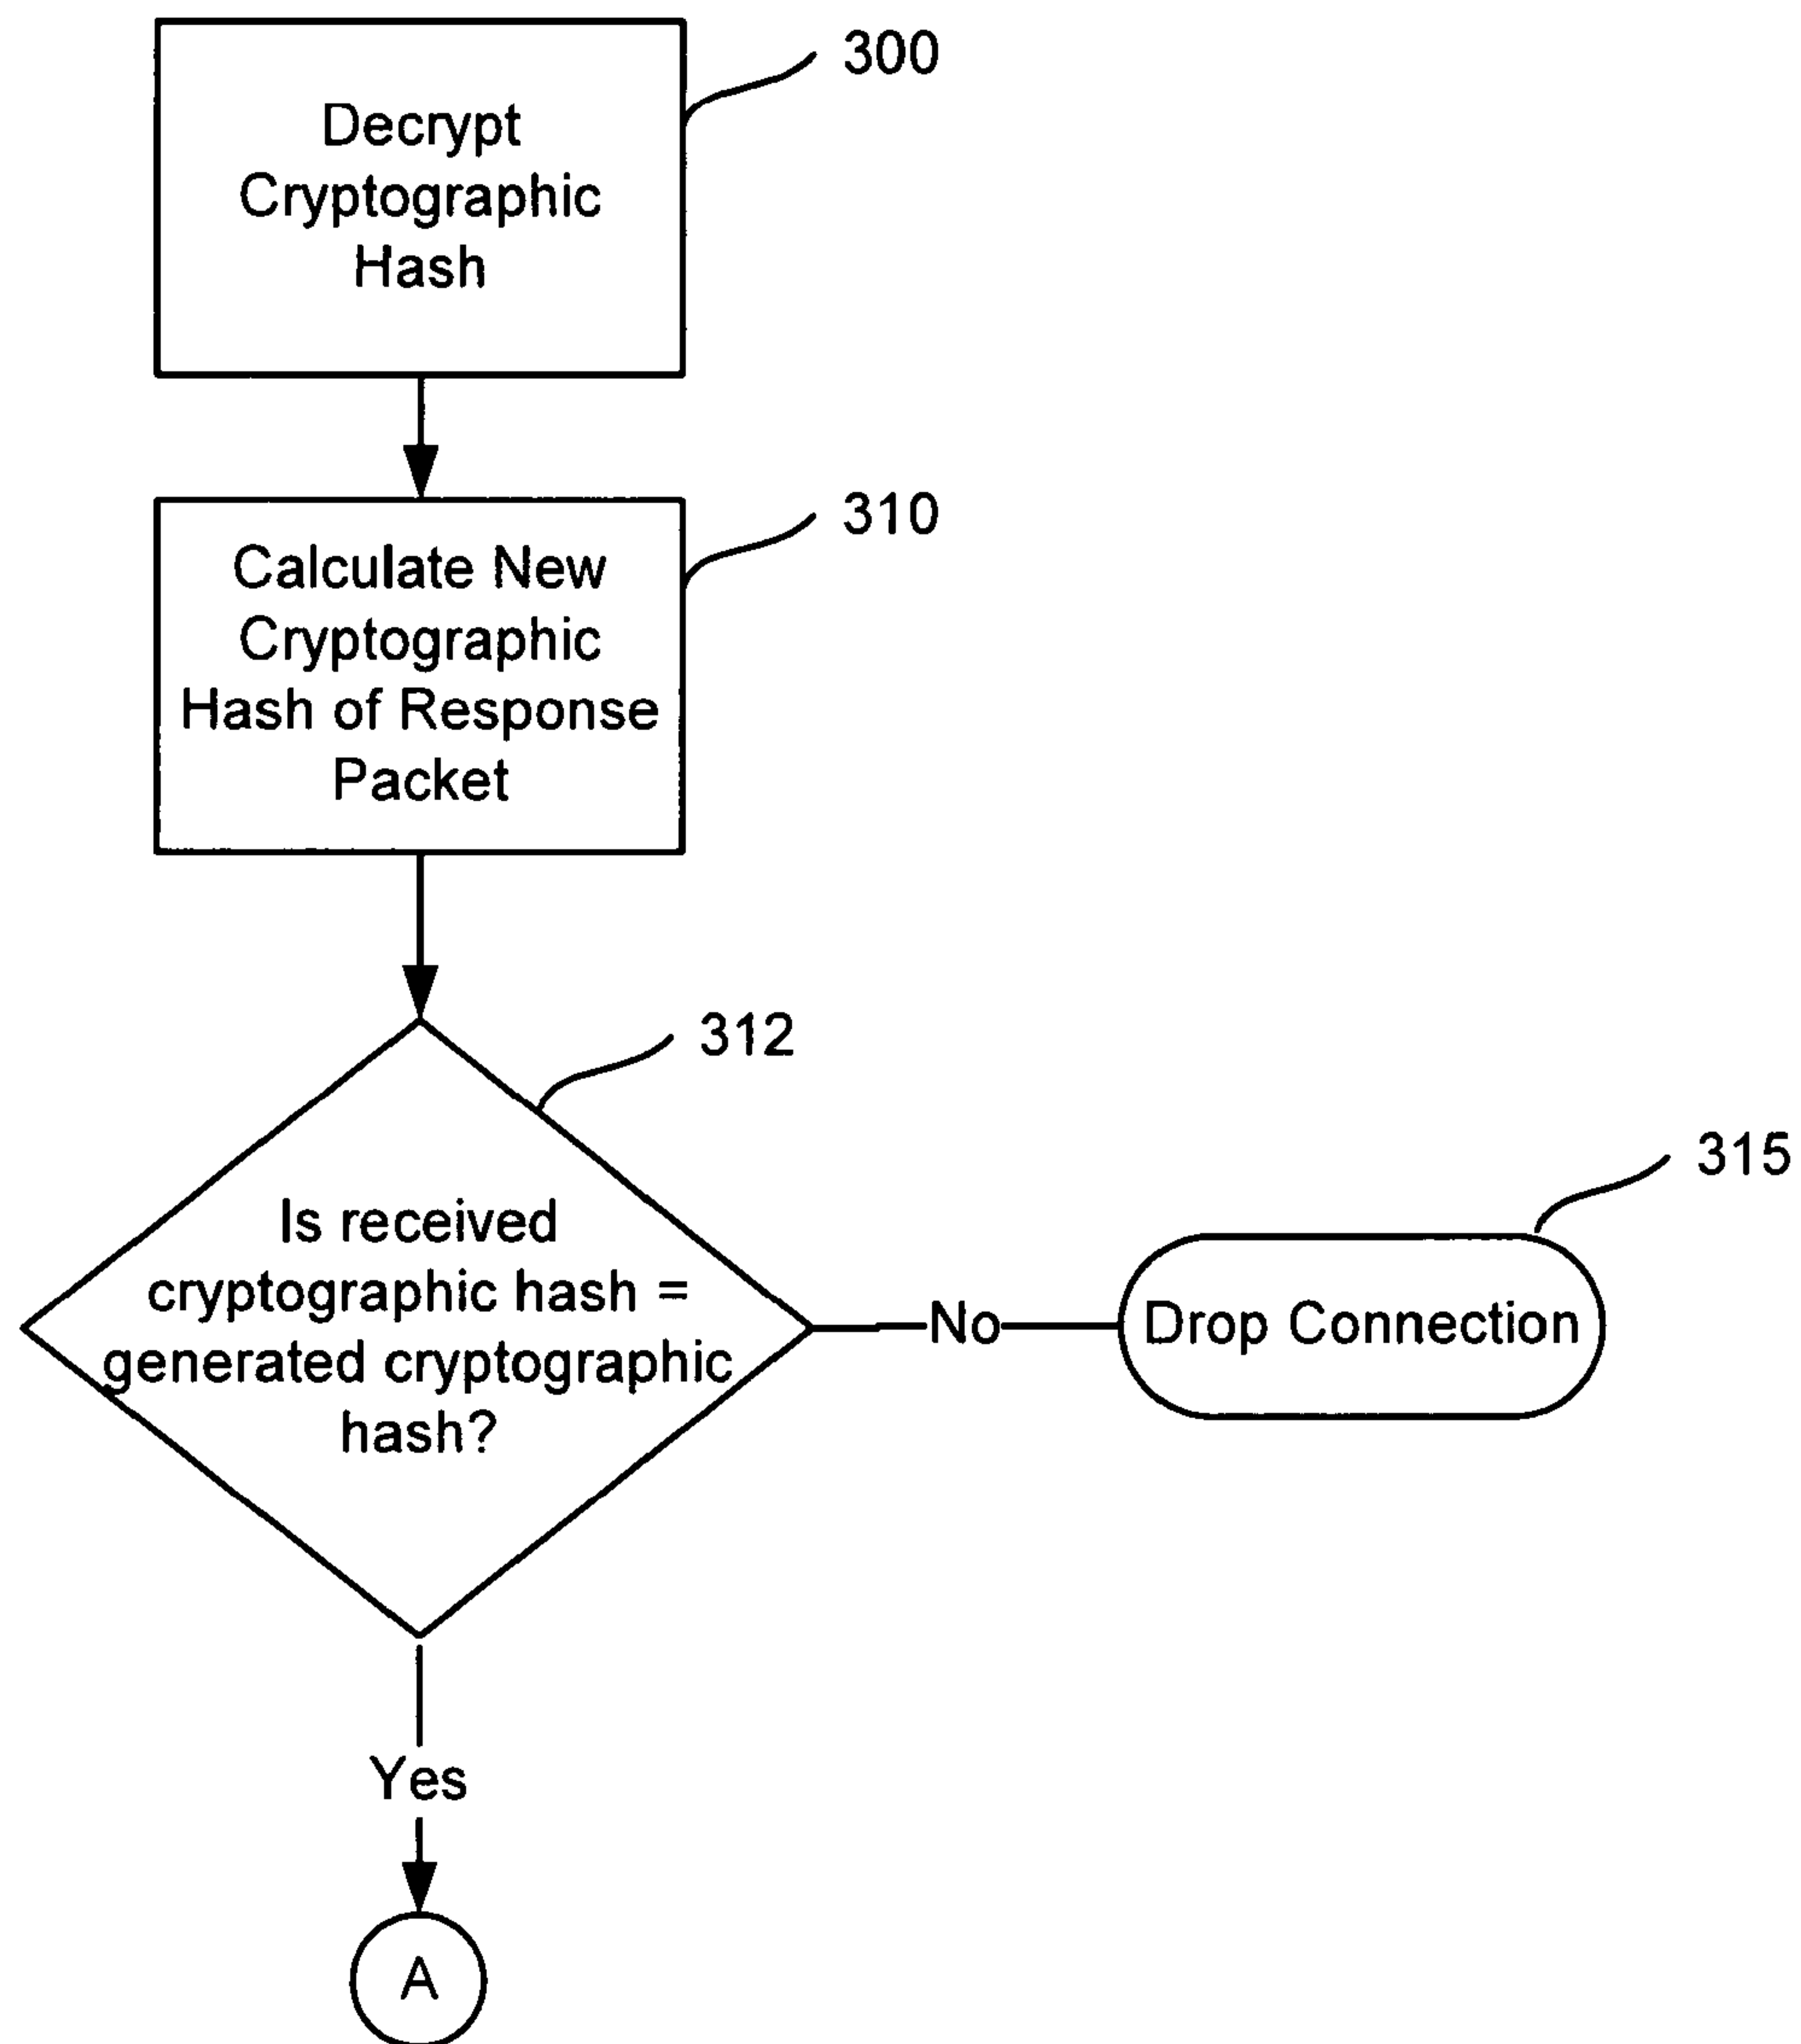 300
Decrypt
Cryptographic
Hash
310
Calculate New
Cryptographic
Hash of Response
Packet
312
Is received
cryptographic hash =
generated cryptographic
hash?
No
315
Drop Connection
Yes
A